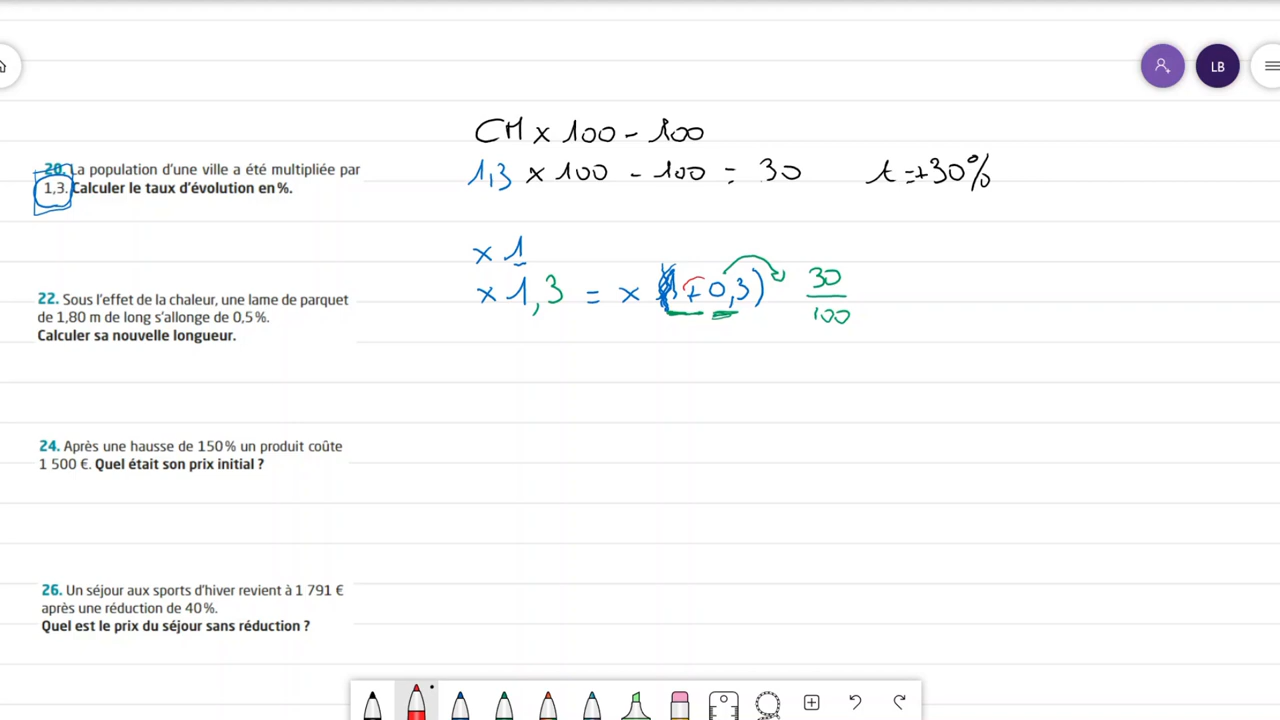 LB
CM x 100 - 100
20. La population d'une ville a été multipliée par
1,3. Calculer le taux d'évolution en %.
1,3 x 100 - 100 = 30 t = +30%
x 1
x 1,3 = x (1 + 0,3) 30
100
22. Sous l'effet de la chaleur, une lame de parquet
de 1,80 m de long s'allonge de 0,5 %.
Calculer sa nouvelle longueur.
24. Après une hausse de 150 % un produit coûte
1 500 €. Quel était son prix initial ?
26. Un séjour aux sports d'hiver revient à 1 791 €
après une réduction de 40 %.
Quel est le prix du séjour sans réduction ?